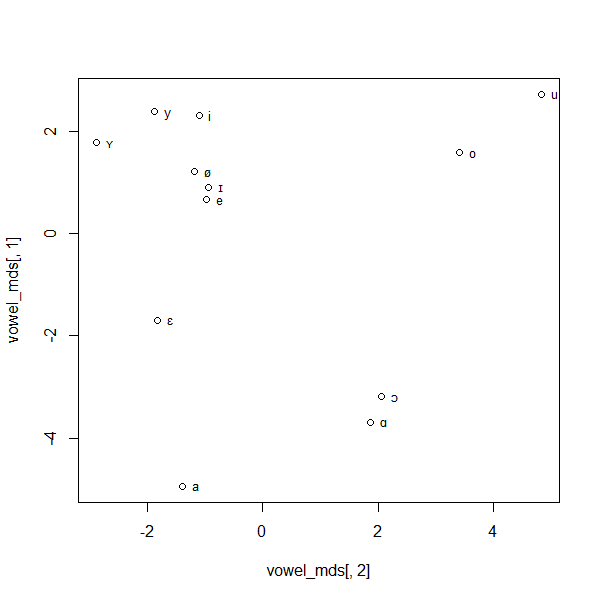 u
y
i
ʏ
o
ø
ɪ
e
ɛ
ɔ
ɑ
a
2
0
-2
-4
vowel_mds[, 1]
-2 0 2 4
vowel_mds[, 2]